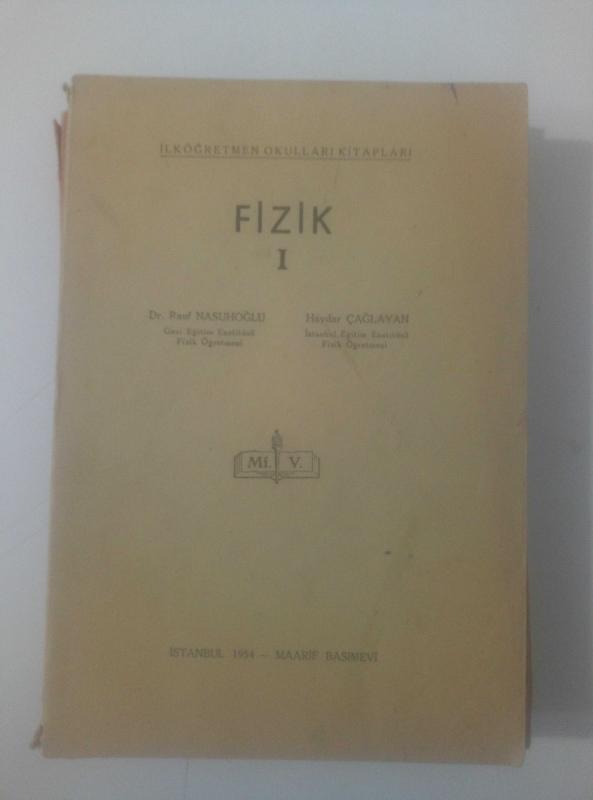 İLKÖĞRETMEN OKULLARI KİTAPLARI
FİZİK
I
Dr. Rauf NASUHOĞLU
Gazi Eğitim Enstitüsü
Fizik Öğretmeni
Haydar ÇAĞLAYAN
İstanbul Eğitim Enstitüsü
Fizik Öğretmeni
Mf. V.
İSTANBUL 1954 — MAARİF BASIMEVİ